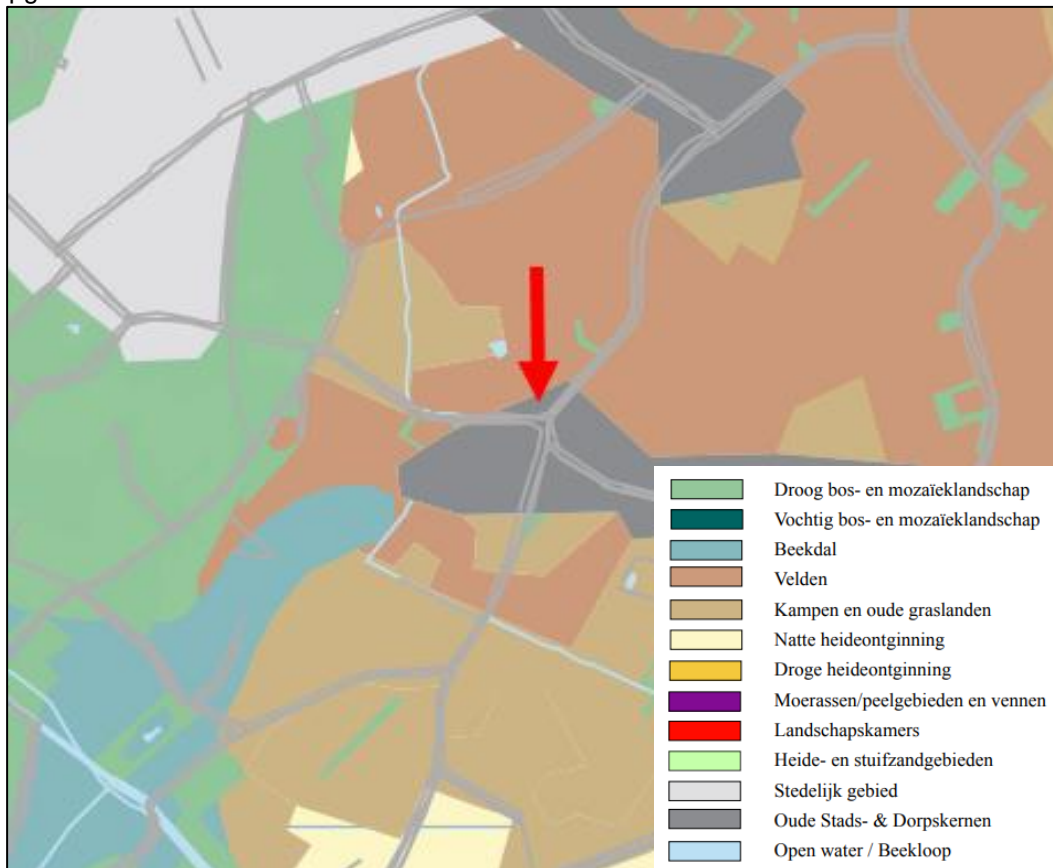 Droog bos- en mozaïeklandschap
Vochtig bos- en mozaïeklandschap
Beekdal
Velden
Kampen en oude graslanden
Natte heideontginning
Droge heideontginning
Moerassen/peelgebieden en vennen
Landschapskamers
Heide- en stuifzandgebieden
Stedelijk gebied
Oude Stads- & Dorpskernen
Open water / Beekloop